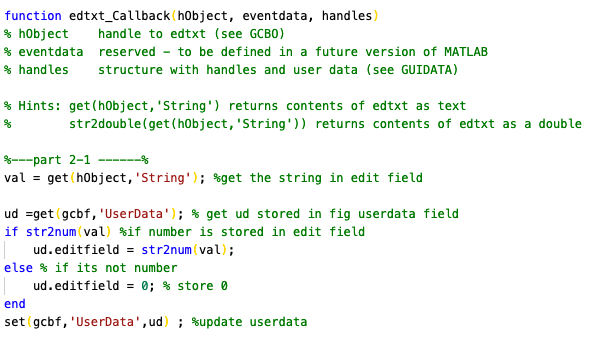 function edtxt_Callback(hObject, eventdata, handles)
% hObject    handle to edtxt (see GCBO)
% eventdata  reserved – to be defined in a future version of MATLAB
% handles    structure with handles and user data (see GUIDATA)
% Hints: get(hObject,'String') returns contents of edtxt as text
%        str2double(get(hObject,'String')) returns contents of edtxt as a double
%---part 2-1 ------%
val = get(hObject,'String'); %get the string in edit field
ud =get(gcbf,'UserData'); % get ud stored in fig userdata field
if str2num(val) %if number is stored in edit field
    ud.editfield = str2num(val);
else % if its not number
    ud.editfield = 0; % store 0
end
set(gcbf,'UserData',ud) ; %update userdata